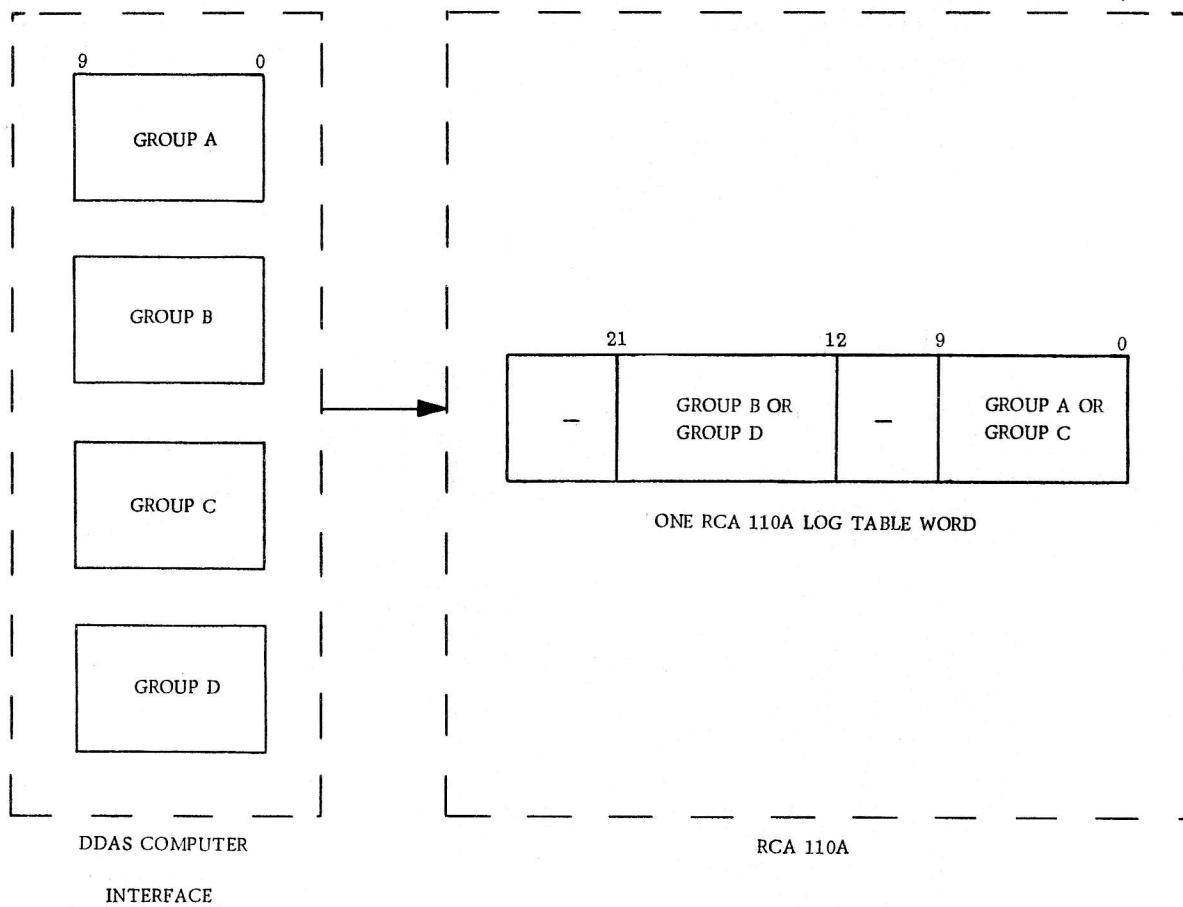 9 0
GROUP A
GROUP B
GROUP C
GROUP D
DDAS COMPUTER
INTERFACE
21 12 9 0
–
GROUP B OR
GROUP D
–
GROUP A OR
GROUP C
ONE RCA 110A LOG TABLE WORD
RCA 110A